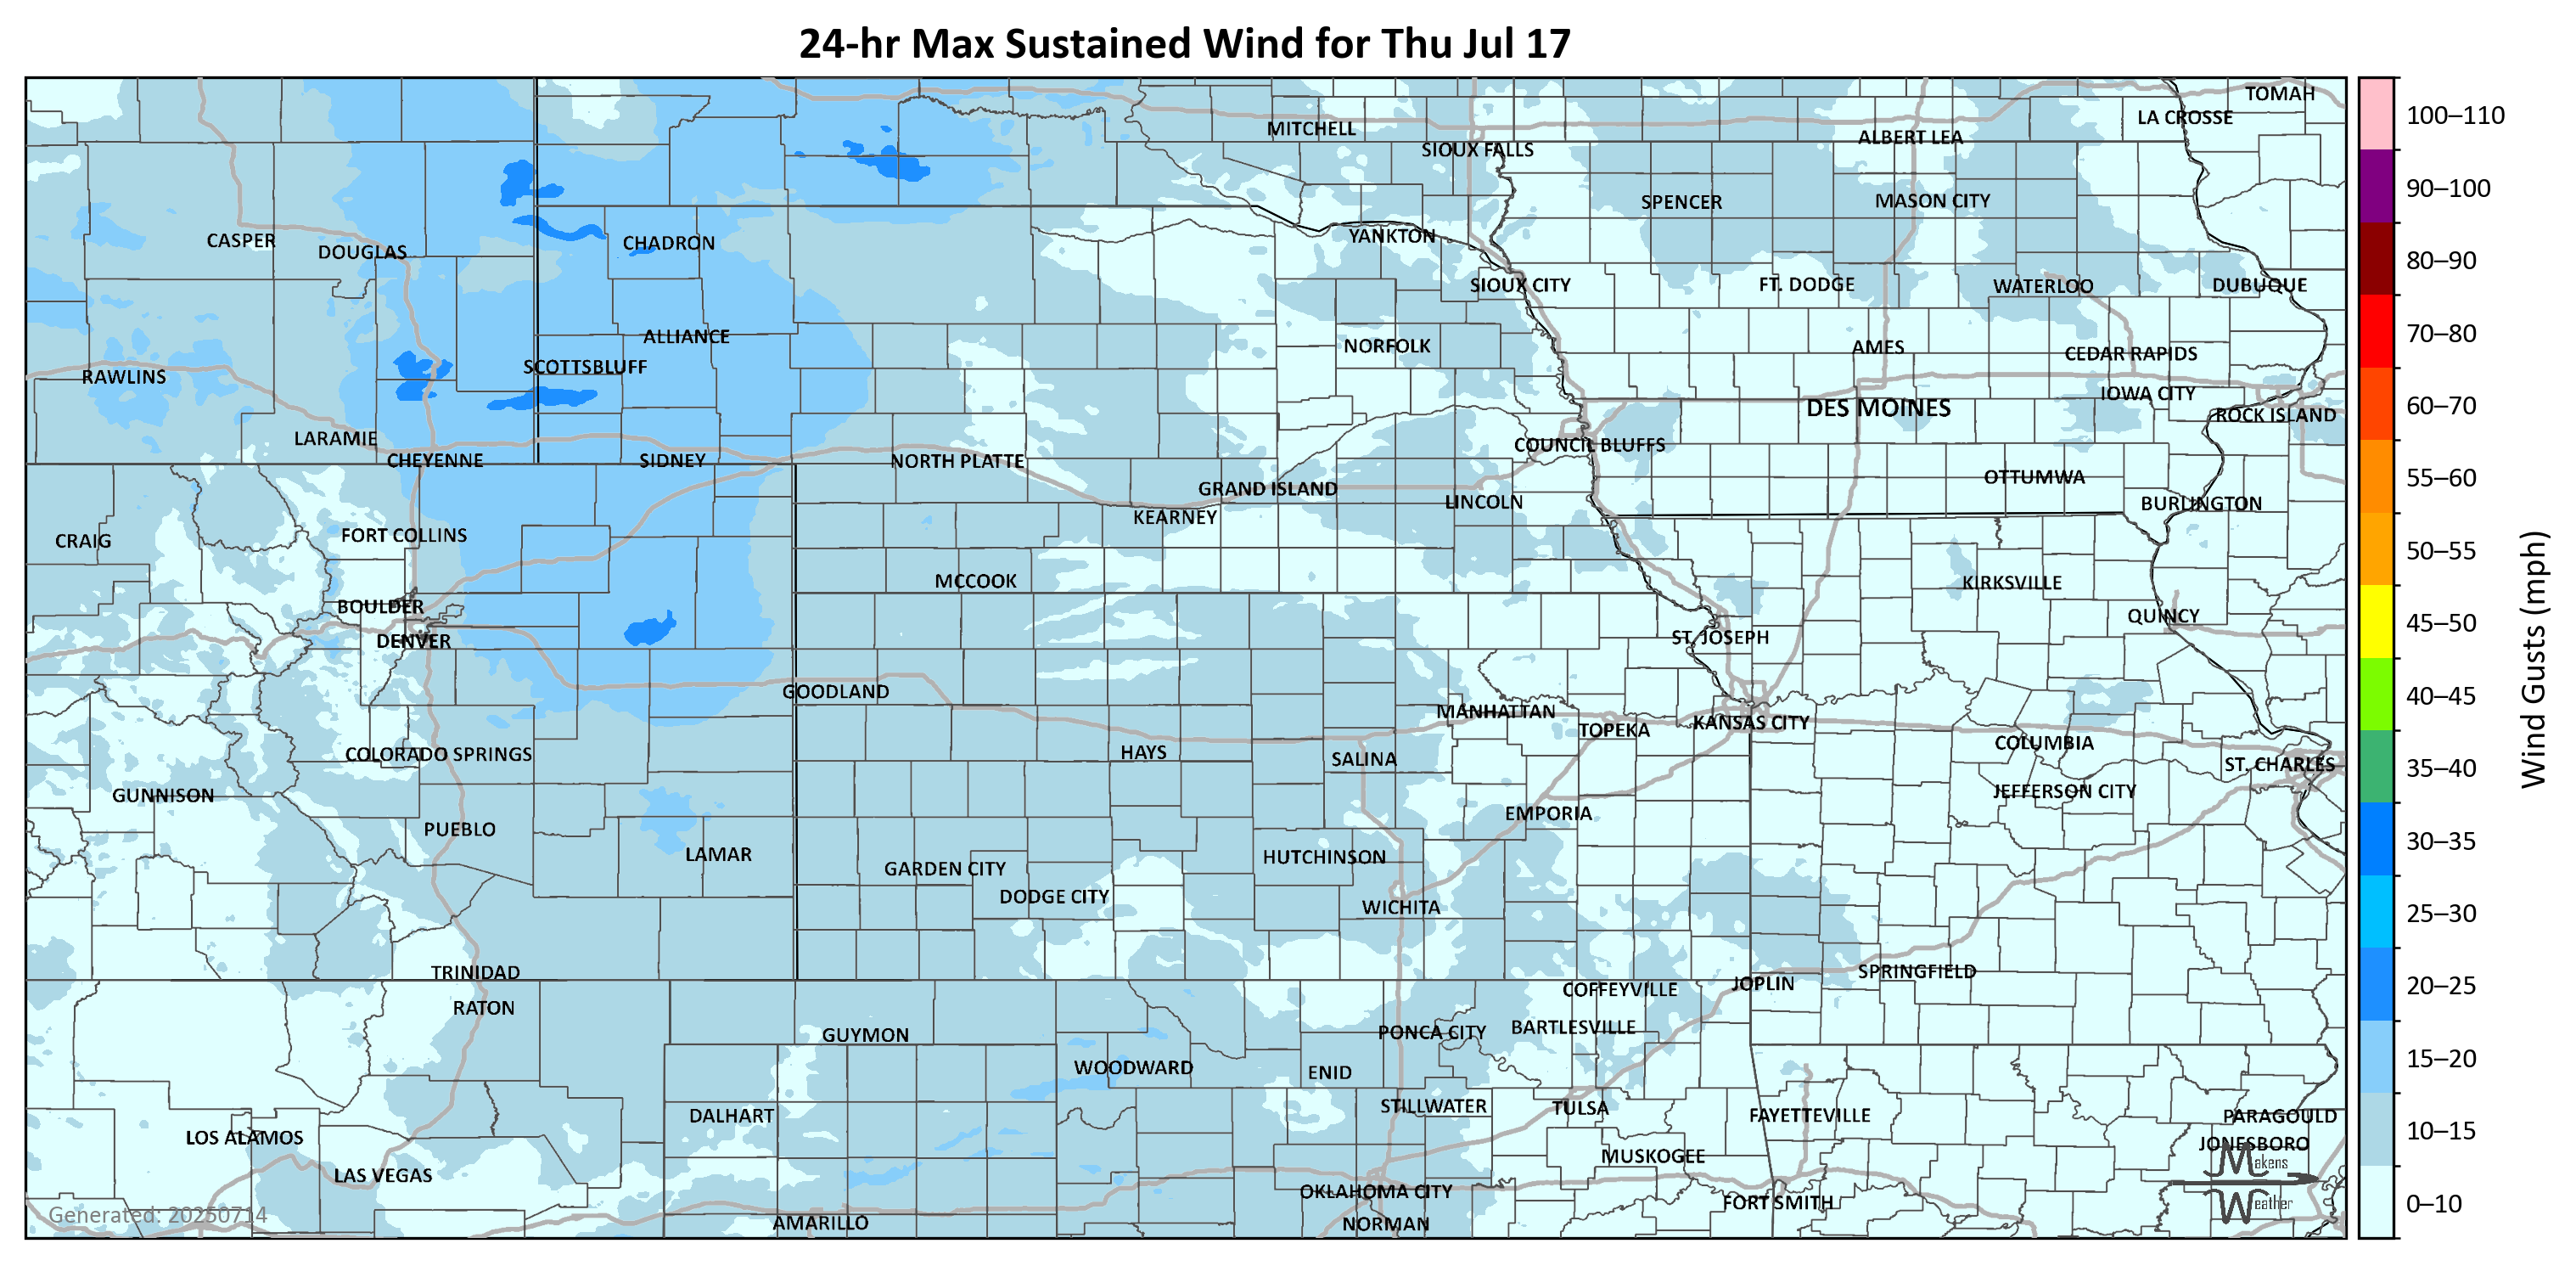 24-hr Max Sustained Wind for Thu Jul 17
TOMAH
LA CROSSE
MITCHELL
ALBERT LEA
SIOUX FALLS
SPENCER
MASON CITY
CASPER
DOUGLAS
CHADRON
YANKTON
SIOUX CITY
FT. DODGE
WATERLOO
DUBUQUE
ALLIANCE
NORFOLK
AMES
CEDAR RAPIDS
SCOTTSBLUFF
RAWLINS
IOWA CITY
DES MOINES
ROCK ISLAND
LARAMIE
COUNCIL BLUFFS
CHEYENNE
SIDNEY
NORTH PLATTE
OTTUMWA
GRAND ISLAND
LINCOLN
BURLINGTON
KEARNEY
FORT COLLINS
CRAIG
MCCOOK
KIRKSVILLE
BOULDER
QUINCY
DENVER
ST. JOSEPH
GOODLAND
MANHATTAN
KANSAS CITY
TOPEKA
COLUMBIA
COLORADO SPRINGS
HAYS
SALINA
ST. CHARLES
GUNNISON
JEFFERSON CITY
EMPORIA
PUEBLO
LAMAR
HUTCHINSON
GARDEN CITY
DODGE CITY
WICHITA
TRINIDAD
SPRINGFIELD
JOPLIN
COFFEYVILLE
RATON
BARTLESVILLE
PONCA CITY
GUYMON
WOODWARD
ENID
STILLWATER
TULSA
DALHART
FAYETTEVILLE
PARAGOULD
LOS ALAMOS
JONESBORO
MUSKOGEE
Makens
LAS VEGAS
OKLAHOMA CITY
FORT SMITH
Weather
Generated: 20250714
AMARILLO
NORMAN
100–110
90–100
80–90
70–80
60–70
55–60
50–55
45–50
40–45
35–40
30–35
25–30
20–25
15–20
10–15
0–10
Wind Gusts (mph)